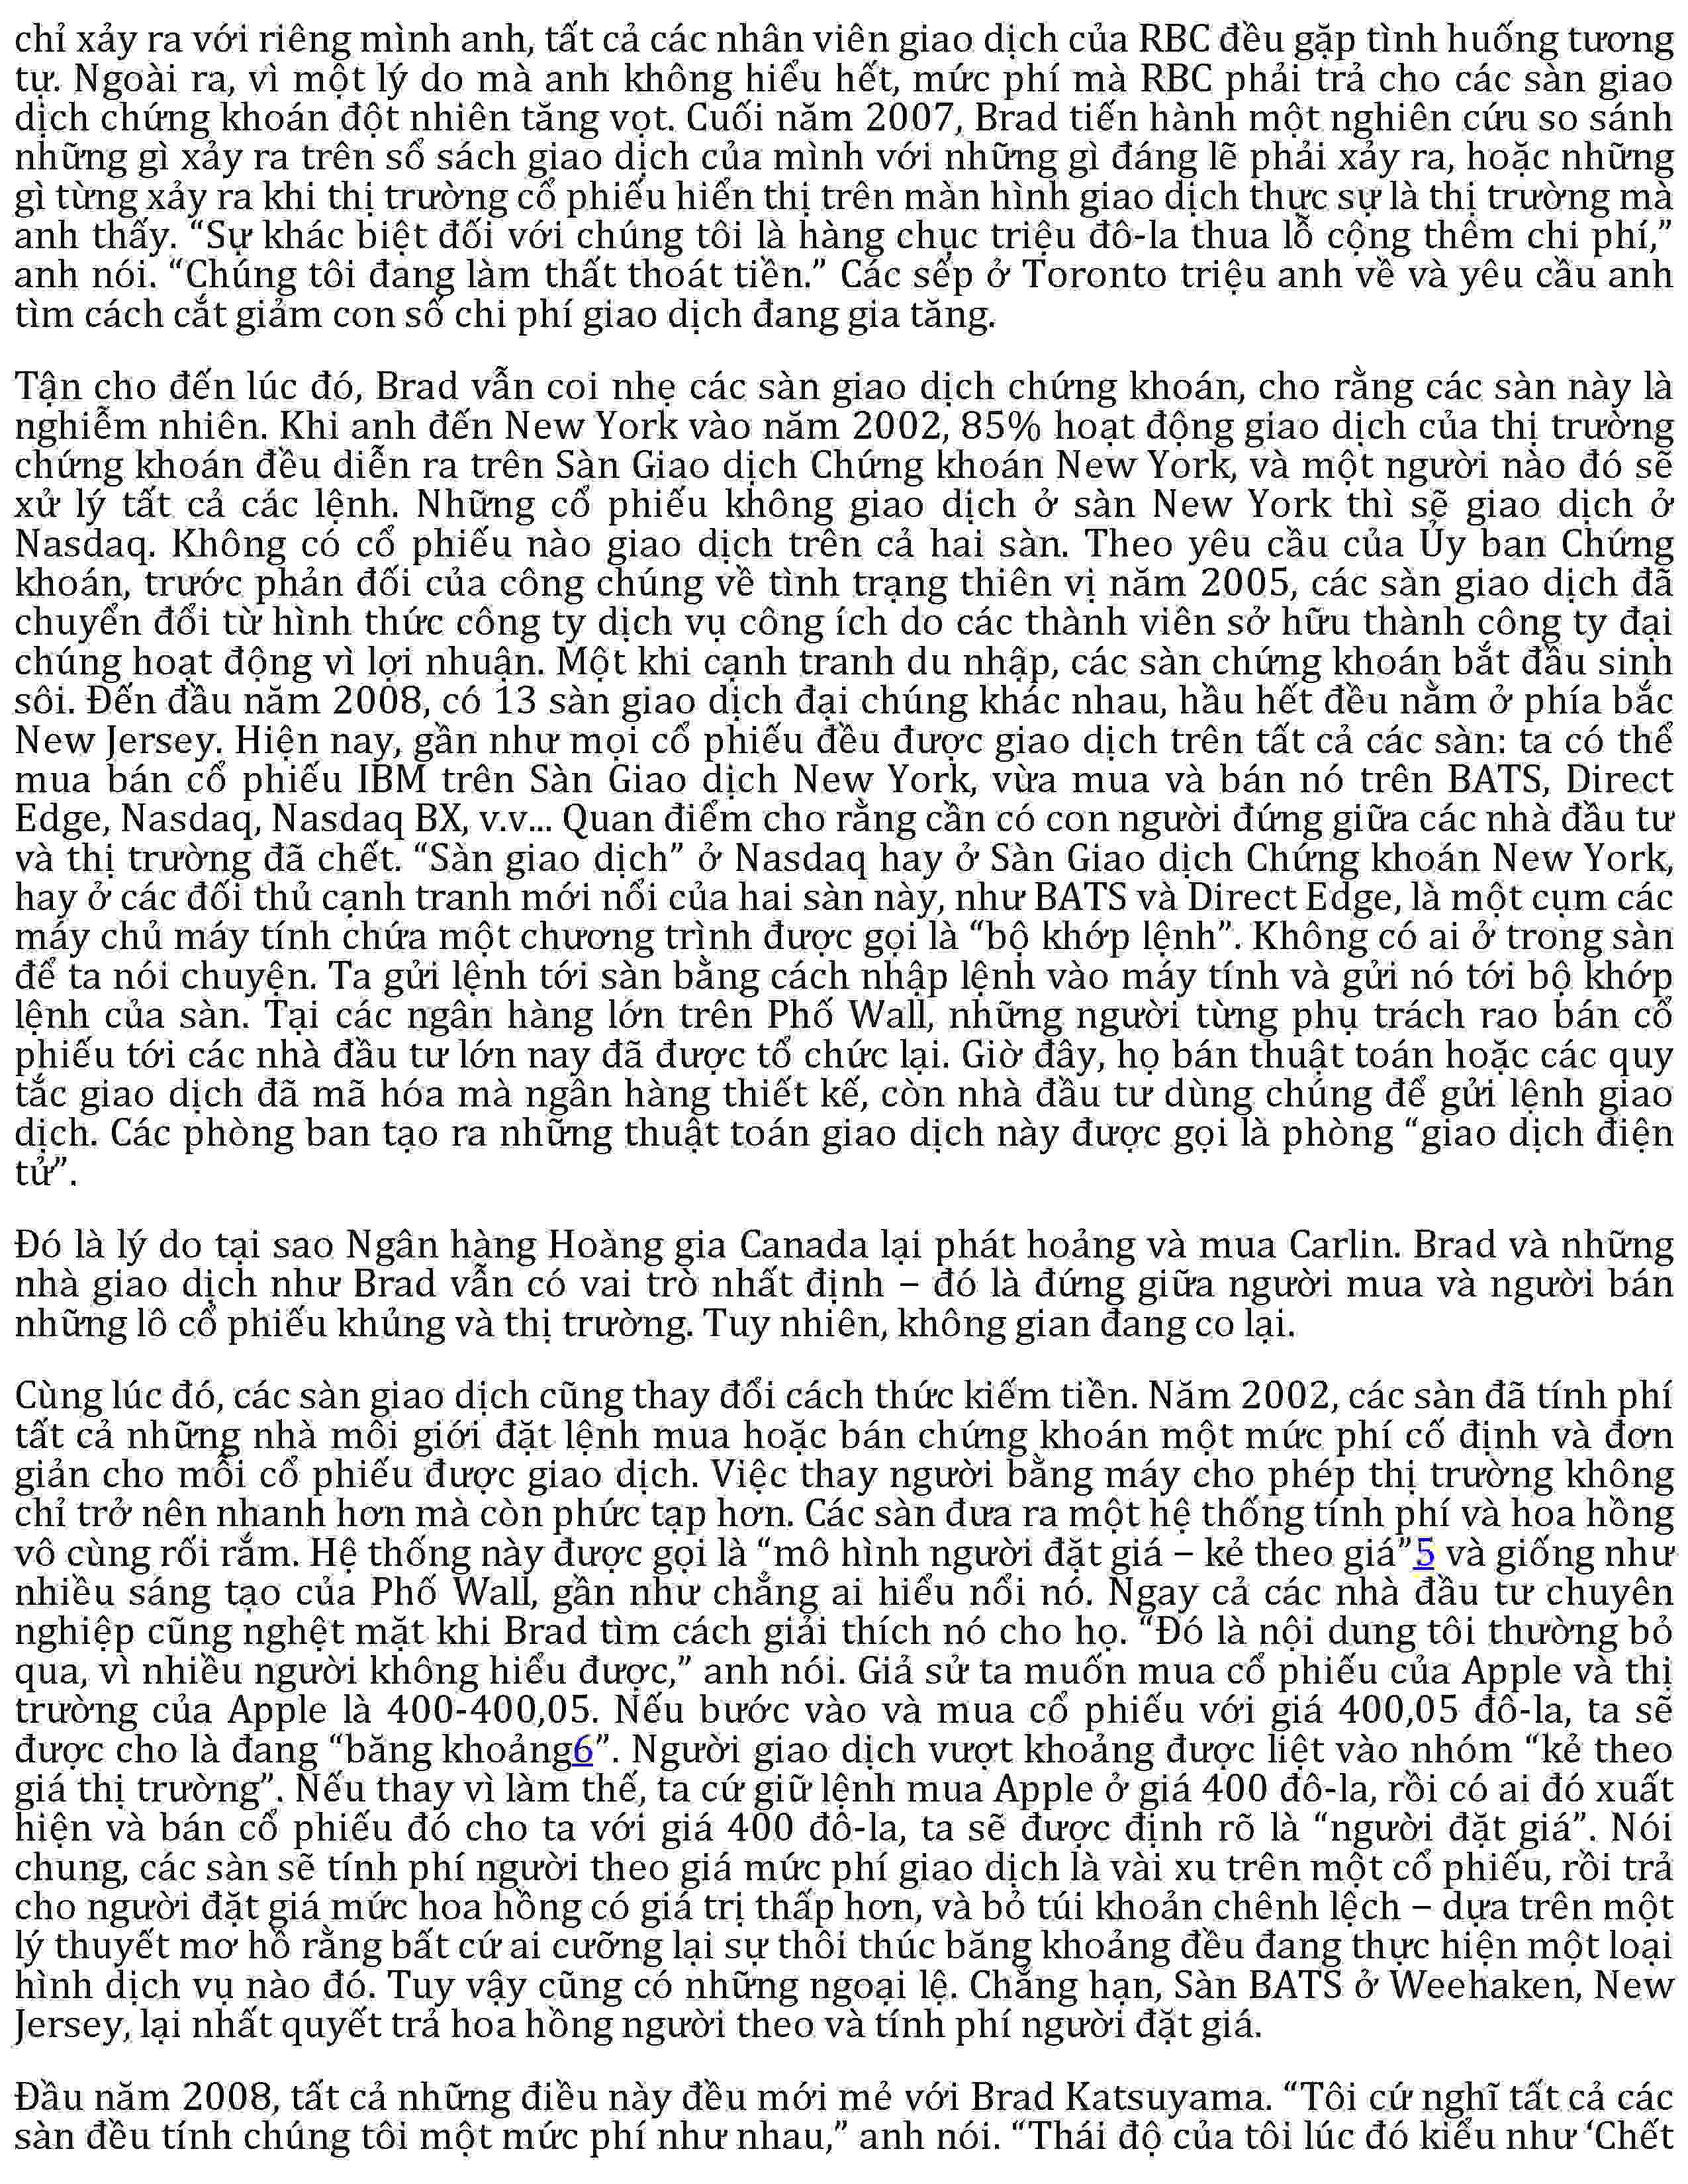 chỉ xảy ra với riêng mình anh, tất cả các nhân viên giao dịch của RBC đều gặp tình huống tương
tự. Ngoài ra, vì một lý do mà anh không hiểu hết, mức phí mà RBC phải trả cho các sàn giao
dịch chứng khoán đột nhiên tăng vọt. Cuối năm 2007, Brad tiến hành một nghiên cứu so sánh
những gì xảy ra trên sổ sách giao dịch của mình với những gì đáng lẽ phải xảy ra, hoặc những
gì từng xảy ra khi thị trường cổ phiếu hiển thị trên màn hình giao dịch thực sự là thị trường mà
anh thấy. “Sự khác biệt đối với chúng tôi là hàng chục triệu đô-la thua lỗ cộng thêm chi phí,”
anh nói. “Chúng tôi đang làm thất thoát tiền.” Các sếp ở Toronto triệu anh về và yêu cầu anh
tìm cách cắt giảm con số chi phí giao dịch đang gia tăng.
Tận cho đến lúc đó, Brad vẫn coi nhẹ các sàn giao dịch chứng khoán, cho rằng các sàn này là
nghiễm nhiên. Khi anh đến New York vào năm 2002, 85% hoạt động giao dịch của thị trường
chứng khoán đều diễn ra trên Sàn Giao dịch Chứng khoán New York, và một người nào đó sẽ
xử lý tất cả các lệnh. Những cổ phiếu không giao dịch ở sàn New York thì sẽ giao dịch ở
Nasdaq. Không có cổ phiếu nào giao dịch trên cả hai sàn. Theo yêu cầu của Ủy ban Chứng
khoán, trước phản đối của công chúng về tình trạng thiên vị năm 2005, các sàn giao dịch đã
chuyển đổi từ hình thức công ty dịch vụ công ích do các thành viên sở hữu thành công ty đại
chúng hoạt động vì lợi nhuận. Một khi cạnh tranh du nhập, các sàn chứng khoán bắt đầu sinh
sôi. Đến đầu năm 2008, có 13 sàn giao dịch đại chúng khác nhau, hầu hết đều nằm ở phía bắc
New Jersey. Hiện nay, gần như mọi cổ phiếu đều được giao dịch trên tất cả các sàn: ta có thể
mua bán cổ phiếu IBM trên Sàn Giao dịch New York, vừa mua và bán nó trên BATS, Direct
Edge, Nasdaq, Nasdaq BX, v.v... Quan điểm cho rằng cần có con người đứng giữa các nhà đầu tư
và thị trường đã chết. “Sàn giao dịch” ở Nasdaq hay ở Sàn Giao dịch Chứng khoán New York,
hay ở các đối thủ cạnh tranh mới nổi của hai sàn này, như BATS và Direct Edge, là một cụm các
máy chủ máy tính chứa một chương trình được gọi là “bộ khớp lệnh”. Không có ai ở trong sàn
để ta nói chuyện. Ta gửi lệnh tới sàn bằng cách nhập lệnh vào máy tính và gửi nó tới bộ khớp
lệnh của sàn. Tại các ngân hàng lớn trên Phố Wall, những người từng phụ trách rao bán cổ
phiếu tới các nhà đầu tư lớn nay đã được tổ chức lại. Giờ đây, họ bán thuật toán hoặc các quy
tắc giao dịch đã mã hóa mà ngân hàng thiết kế, còn nhà đầu tư dùng chúng để gửi lệnh giao
dịch. Các phòng ban tạo ra những thuật toán giao dịch này được gọi là phòng “giao dịch điện
tử”.
Đó là lý do tại sao Ngân hàng Hoàng gia Canada lại phát hoảng và mua Carlin. Brad và những
nhà giao dịch như Brad vẫn có vai trò nhất định – đó là đứng giữa người mua và người bán
những lô cổ phiếu khủng và thị trường. Tuy nhiên, không gian đang co lại.
Cùng lúc đó, các sàn giao dịch cũng thay đổi cách thức kiếm tiền. Năm 2002, các sàn đã tính phí
tất cả những nhà môi giới đặt lệnh mua hoặc bán chứng khoán một mức phí cố định và đơn
giản cho mỗi cổ phiếu được giao dịch. Việc thay người bằng máy cho phép thị trường không
chỉ trở nên nhanh hơn mà còn phức tạp hơn. Các sàn đưa ra một hệ thống tính phí và hoa hồng
vô cùng rối rắm. Hệ thống này được gọi là “mô hình người đặt giá – kẻ theo giá”5 và giống như
nhiều sáng tạo của Phố Wall, gần như chẳng ai hiểu nổi nó. Ngay cả các nhà đầu tư chuyên
nghiệp cũng nghệt mặt khi Brad tìm cách giải thích nó cho họ. “Đó là nội dung tôi thường bỏ
qua, vì nhiều người không hiểu được,” anh nói. Giả sử ta muốn mua cổ phiếu của Apple và thị
trường của Apple là 400-400,05. Nếu bước vào và mua cổ phiếu với giá 400,05 đô-la, ta sẽ
được cho là đang “băng khoảng6”. Người giao dịch vượt khoảng được liệt vào nhóm “kẻ theo
giá thị trường”. Nếu thay vì làm thế, ta cứ giữ lệnh mua Apple ở giá 400 đô-la, rồi có ai đó xuất
hiện và bán cổ phiếu đó cho ta với giá 400 đô-la, ta sẽ được định rõ là “người đặt giá”. Nói
chung, các sàn sẽ tính phí người theo giá mức phí giao dịch là vài xu trên một cổ phiếu, rồi trả
cho người đặt giá mức hoa hồng có giá trị thấp hơn, và bỏ túi khoản chênh lệch – dựa trên một
lý thuyết mơ hồ rằng bất cứ ai cưỡng lại sự thôi thúc băng khoảng đều đang thực hiện một loại
hình dịch vụ nào đó. Tuy vậy cũng có những ngoại lệ. Chẳng hạn, Sàn BATS ở Weehaken, New
Jersey, lại nhất quyết trả hoa hồng người theo và tính phí người đặt giá.
Đầu năm 2008, tất cả những điều này đều mới mẻ với Brad Katsuyama. “Tôi cứ nghĩ tất cả các
sàn đều tính chúng tôi một mức phí như nhau,” anh nói. “Thái độ của tôi lúc đó kiểu như ‘Chết